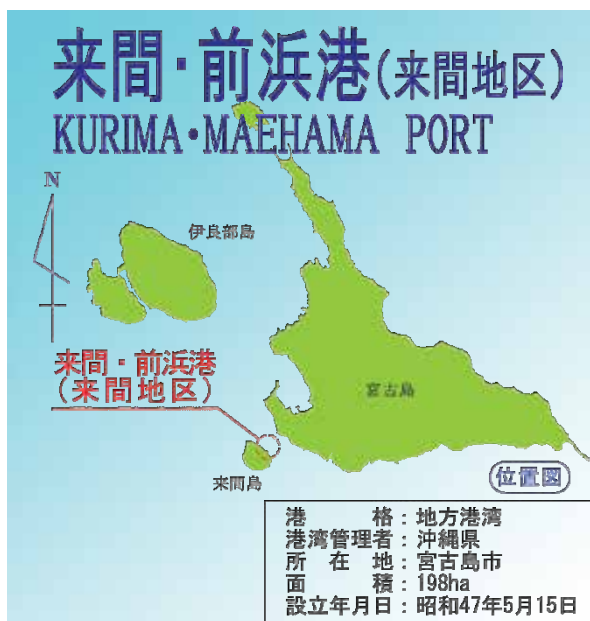 来間・前浜港(来間地区)
KURIMA・MAEHAMA PORT
N
伊良部島
来間・前浜港
(来間地区)
宮古島
来間島
位置図
港格:地方港湾
港湾管理者:沖縄県
所在地:宮古島市
面積:198ha
設立年月日:昭和47年5月15日